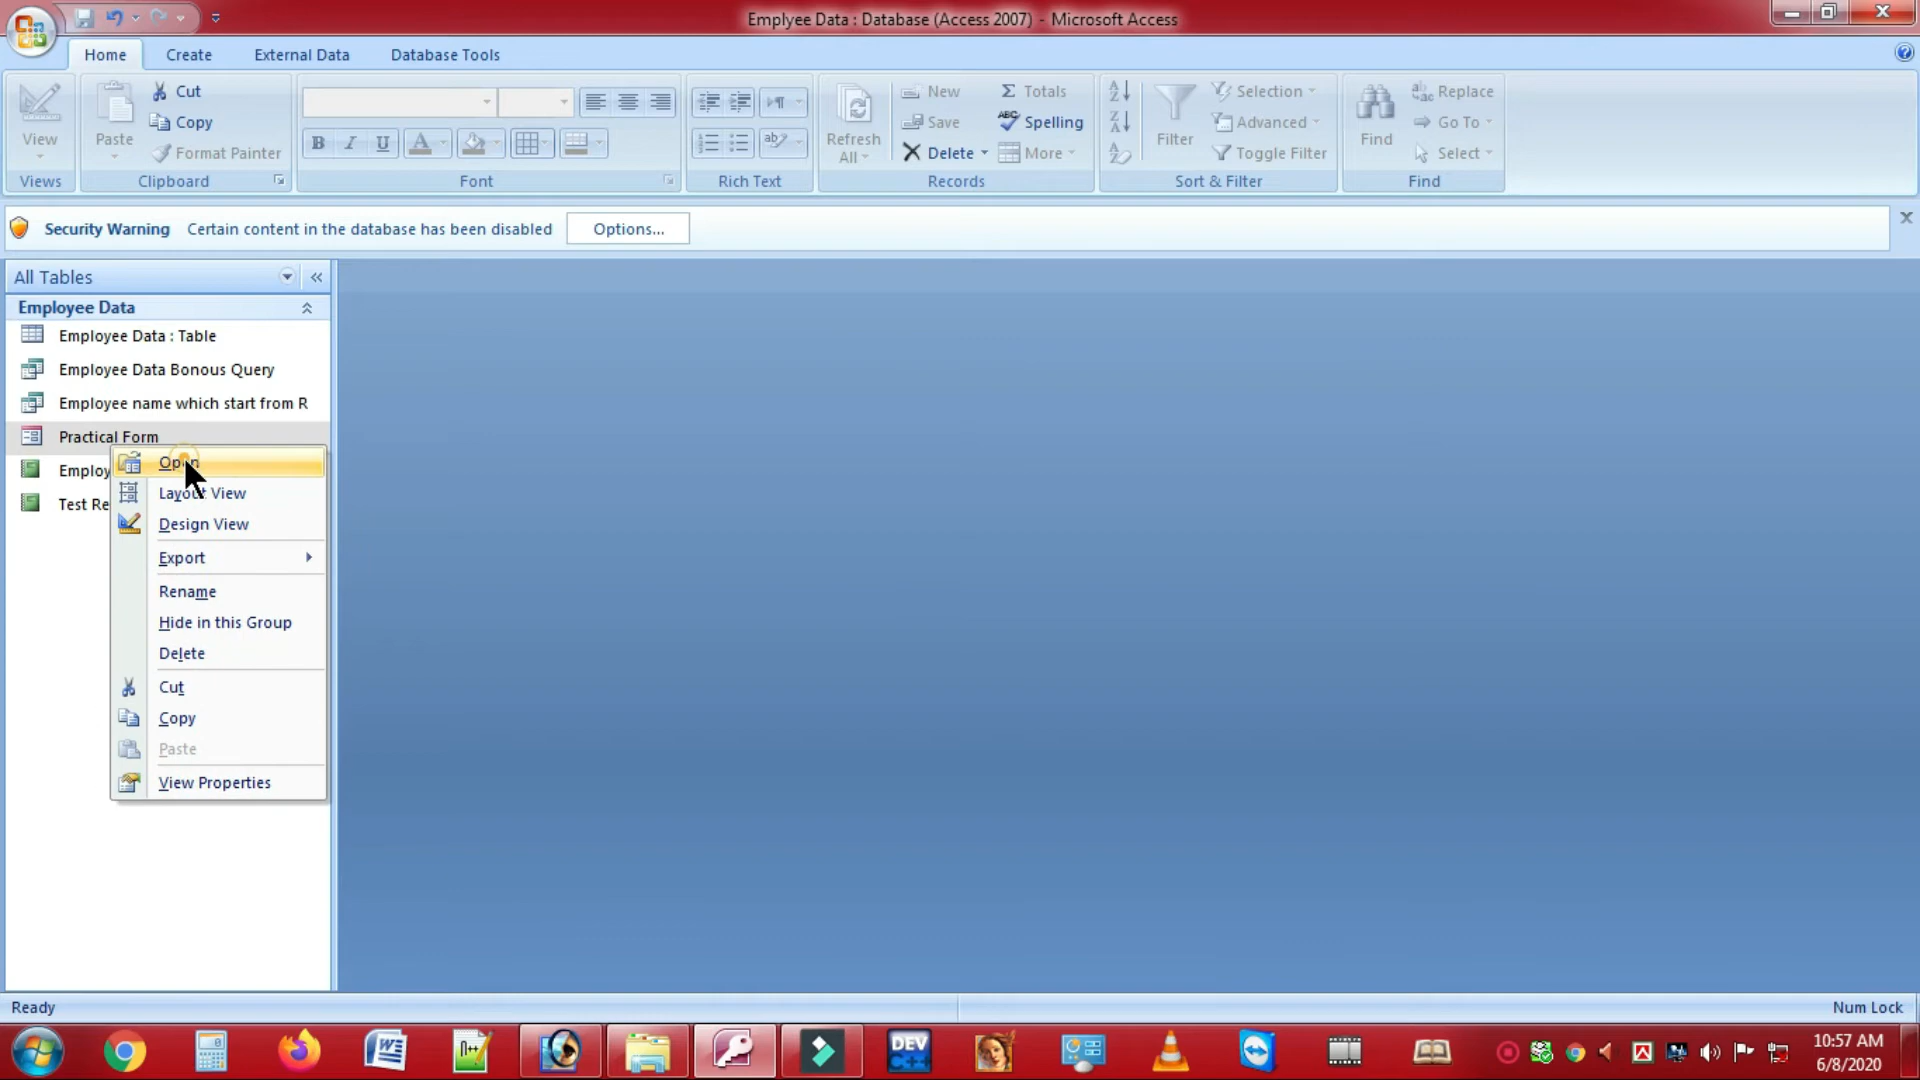 Emplyee Data : Database (Access 2007) - Microsoft Access
Home Create External Data Database Tools
View
Views
Paste
Cut
Copy
Format Painter
Clipboard
B I U A
Font
Rich Text
Refresh All
New
Save
Delete
Totals
Spelling
More
Records
Filter
Selection
Advanced
Toggle Filter
Sort & Filter
Find
Replace
Go To
Select
Find
Security Warning Certain content in the database has been disabled Options...
All Tables
Employee Data
Employee Data : Table
Employee Data Bonous Query
Employee name which start from R
Practical Form
Employ
Test Re
Open
Layout View
Design View
Export
Rename
Hide in this Group
Delete
Cut
Copy
Paste
View Properties
Ready
Num Lock
DEV C++
10:57 AM
6/8/2020